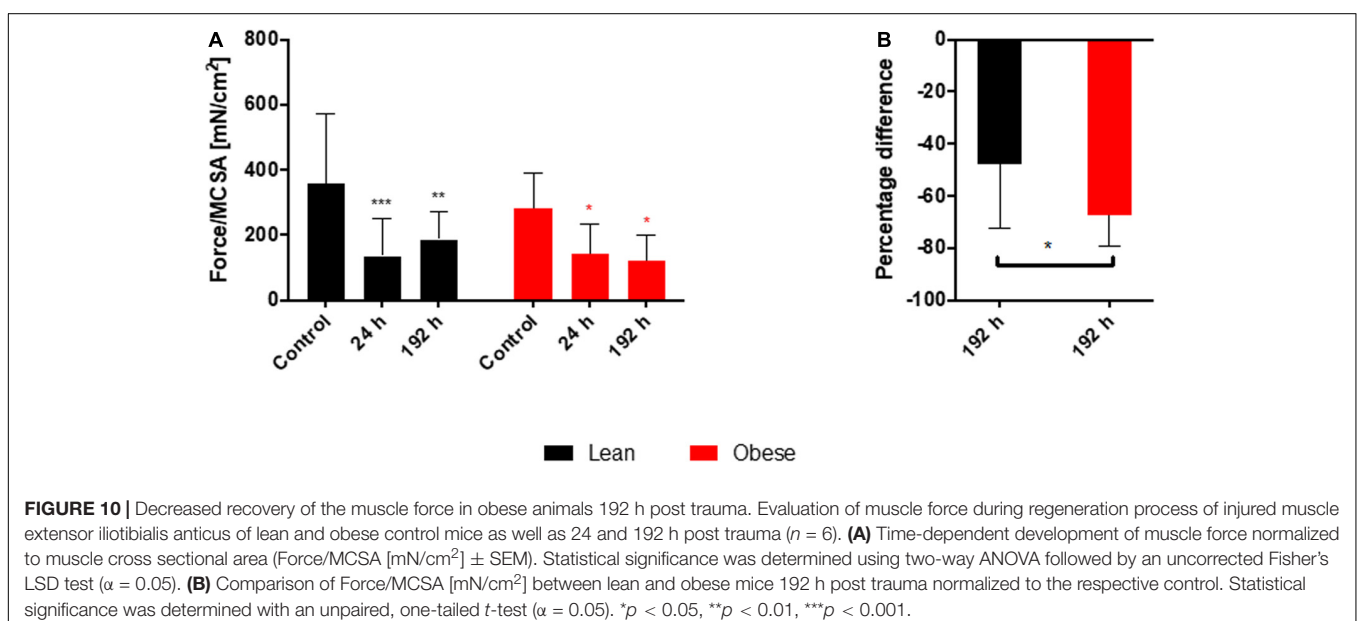 A
B
800
600
400
200
0
Force/MCSA [mN/cm²]
*** ** * *
Control 24 h 192 h Control 24 h 192 h
0
-20
-40
-60
-80
-100
Percentage difference
*
192 h 192 h
Lean Obese
FIGURE 10 | Decreased recovery of the muscle force in obese animals 192 h post trauma. Evaluation of muscle force during regeneration process of injured muscle
extensor iliotibialis anticus of lean and obese control mice as well as 24 and 192 h post trauma (n = 6). (A) Time-dependent development of muscle force normalized
to muscle cross sectional area (Force/MCSA [mN/cm²] ± SEM). Statistical significance was determined using two-way ANOVA followed by an uncorrected Fisher's
LSD test (α = 0.05). (B) Comparison of Force/MCSA [mN/cm²] between lean and obese mice 192 h post trauma normalized to the respective control. Statistical
significance was determined with an unpaired, one-tailed t-test (α = 0.05). *p < 0.05, **p < 0.01, ***p < 0.001.